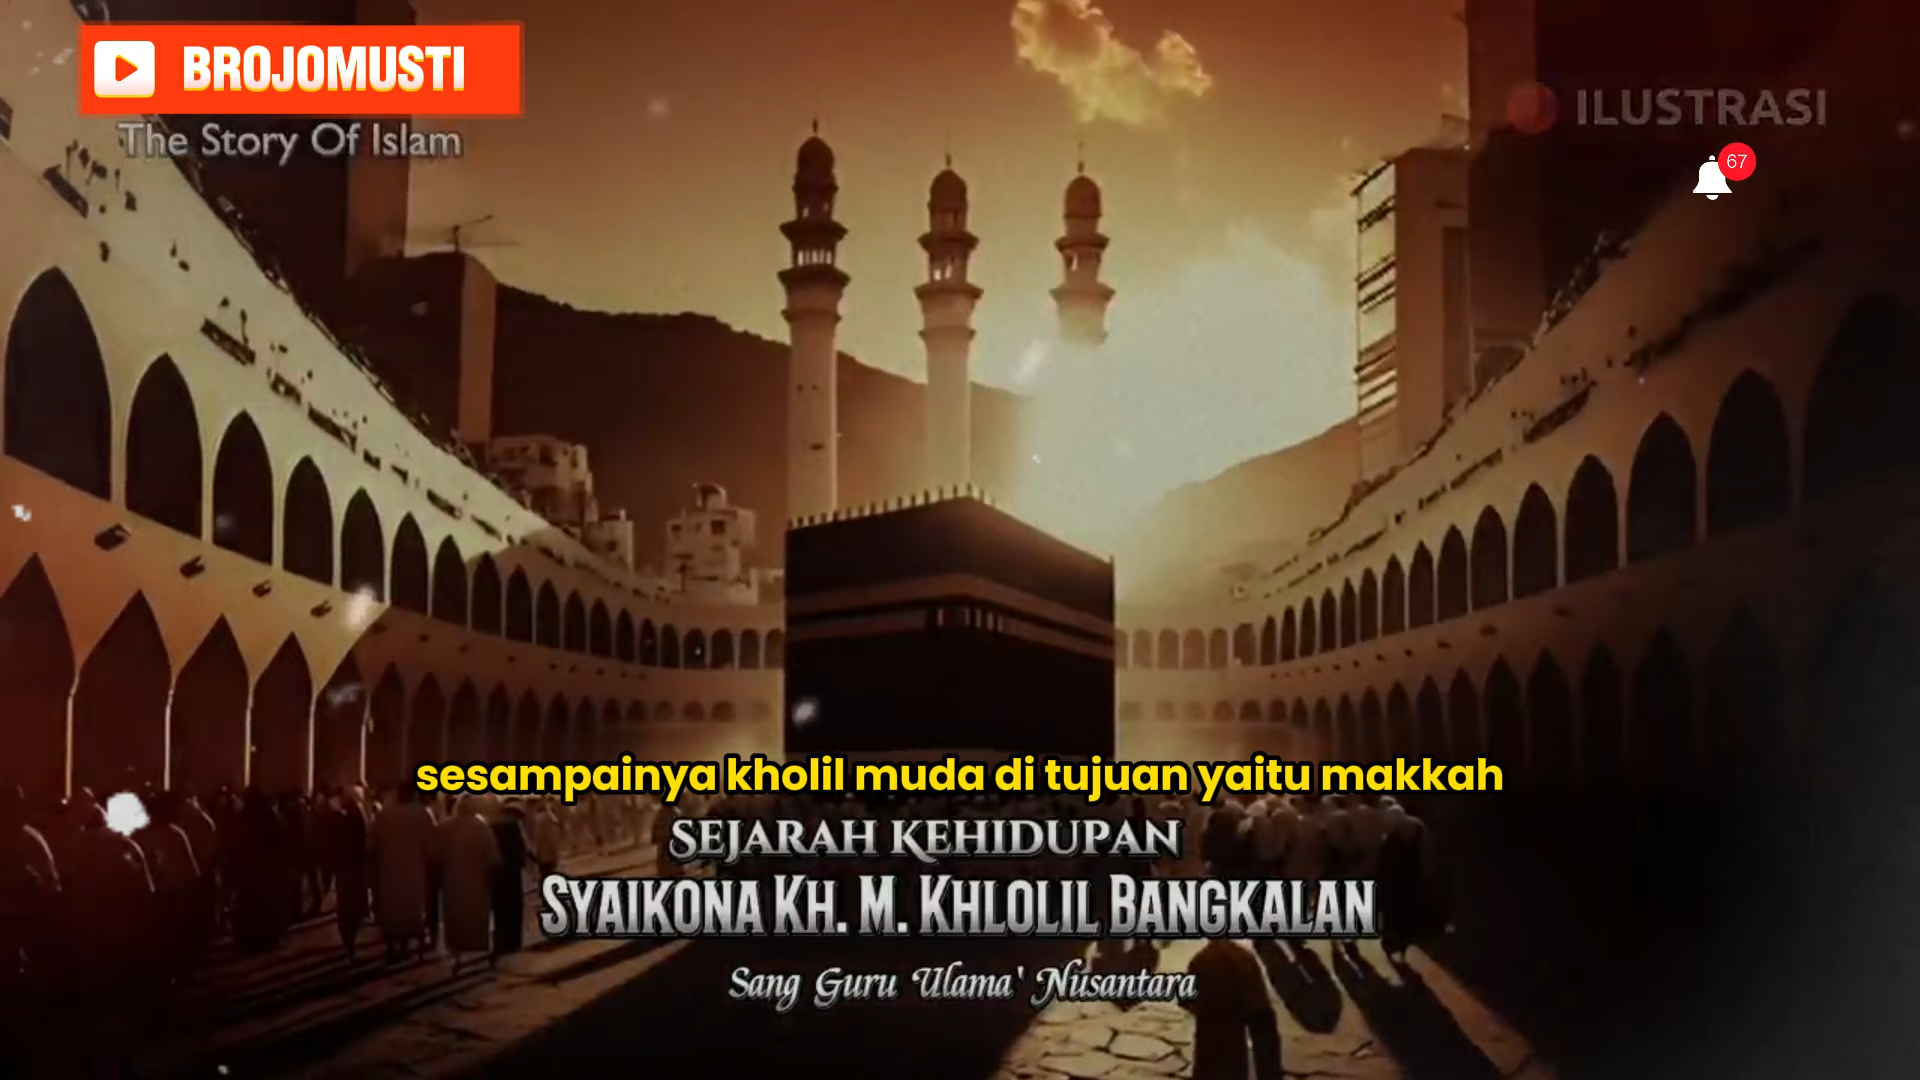 BROJOMUSTI
The Story Of Islam
ILUSTRASI
67
sesampainya kholil muda di tujuan yaitu makkah
SEJARAH KEHIDUPAN
SYAIKONA KH. M. KHLOLIL BANGKALAN
Sang Guru Ulama' Nusantara